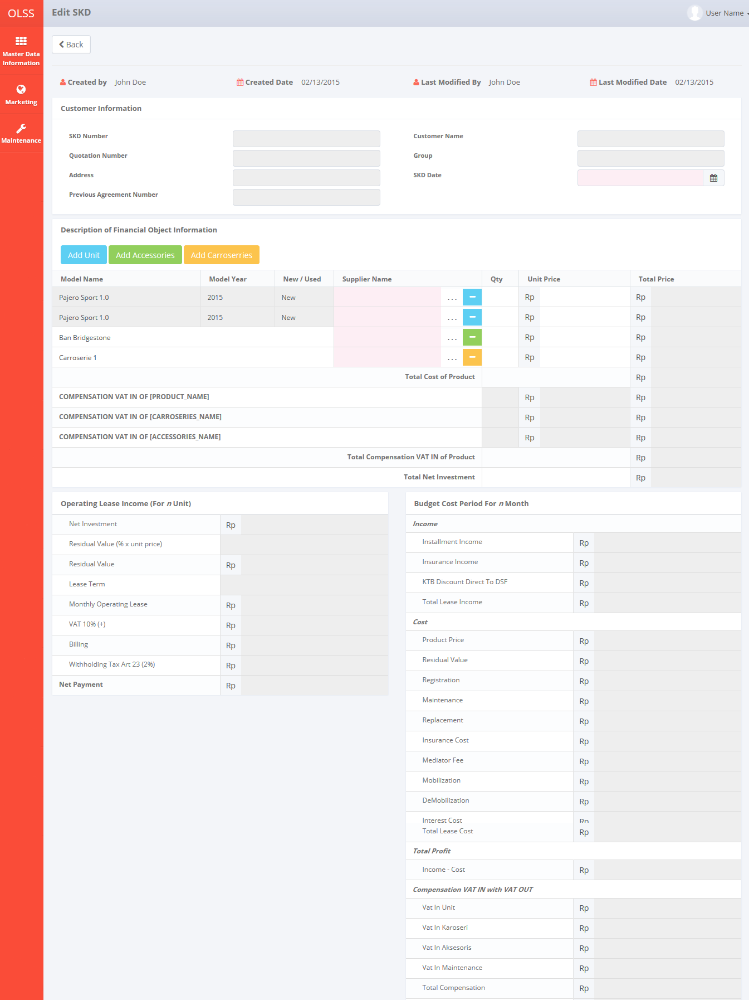 OLSS
Edit SKD
User Name
Master Data
Information
Marketing
Maintenance
Back
Created by John Doe Created Date 02/13/2015 Last Modified By John Doe Last Modified Date 02/13/2015
Customer Information
SKD Number Customer Name
Quotation Number Group
Address SKD Date
Previous Agreement Number
Description of Financial Object Information
Add Unit Add Accessories Add Carroserries
Model Name Model Year New / Used Supplier Name Qty Unit Price Total Price
Pajero Sport 1.0 2015 New ... Rp Rp
Pajero Sport 1.0 2015 New ... Rp Rp
Ban Bridgestone ... Rp Rp
Carroserie 1 ... Rp Rp
Total Cost of Product Rp
COMPENSATION VAT IN OF [PRODUCT_NAME] Rp Rp
COMPENSATION VAT IN OF [CARROSERIES_NAME] Rp Rp
COMPENSATION VAT IN OF [ACCESSORIES_NAME] Rp Rp
Total Compensation VAT IN of Product Rp
Total Net Investment Rp
Operating Lease Income (For n Unit)
Net Investment Rp
Residual Value (% x unit price)
Residual Value Rp
Lease Term
Monthly Operating Lease Rp
VAT 10% (+) Rp
Billing Rp
Withholding Tax Art 23 (2%) Rp
Net Payment Rp
Budget Cost Period For n Month
Income
Installment Income Rp
Insurance Income Rp
KTB Discount Direct To DSF Rp
Total Lease Income Rp
Cost
Product Price Rp
Residual Value Rp
Registration Rp
Maintenance Rp
Replacement Rp
Insurance Cost Rp
Mediator Fee Rp
Mobilization Rp
DeMobilization Rp
Interest Cost Rp
Total Lease Cost Rp
Total Profit
Income - Cost Rp
Compensation VAT IN with VAT OUT
Vat In Unit Rp
Vat In Karoseri Rp
Vat In Aksesoris Rp
Vat In Maintenance Rp
Total Compensation Rp